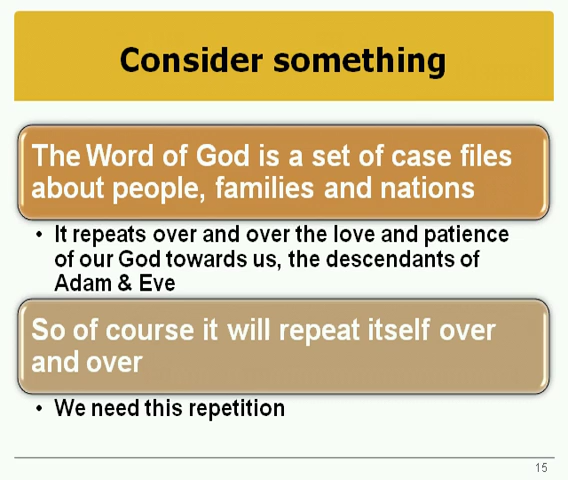 Consider something
The Word of God is a set of case files
about people, families and nations
• It repeats over and over the love and patience
of our God towards us, the descendants of
Adam & Eve
So of course it will repeat itself over
and over
• We need this repetition
15